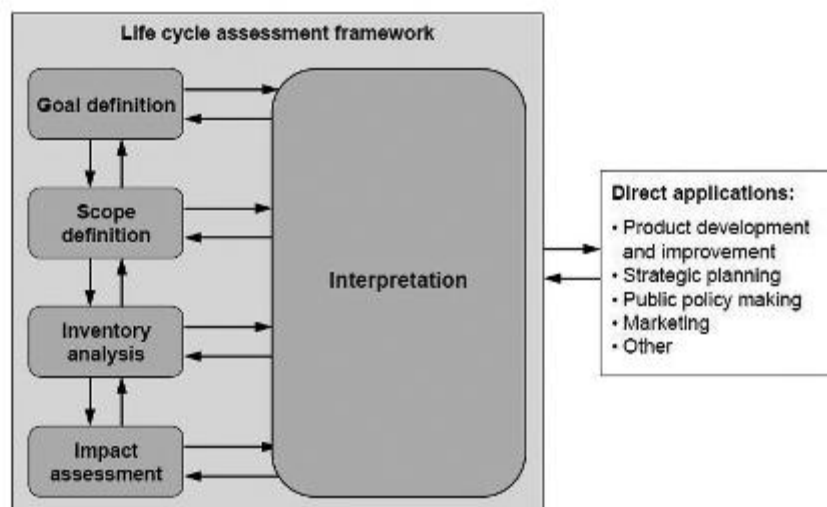 Life cycle assessment framework
Goal definition
Scope
definition
Inventory
analysis
Impact
assessment
Interpretation
Direct applications:
• Product development
and improvement
• Strategic planning
• Public policy making
• Marketing
• Other